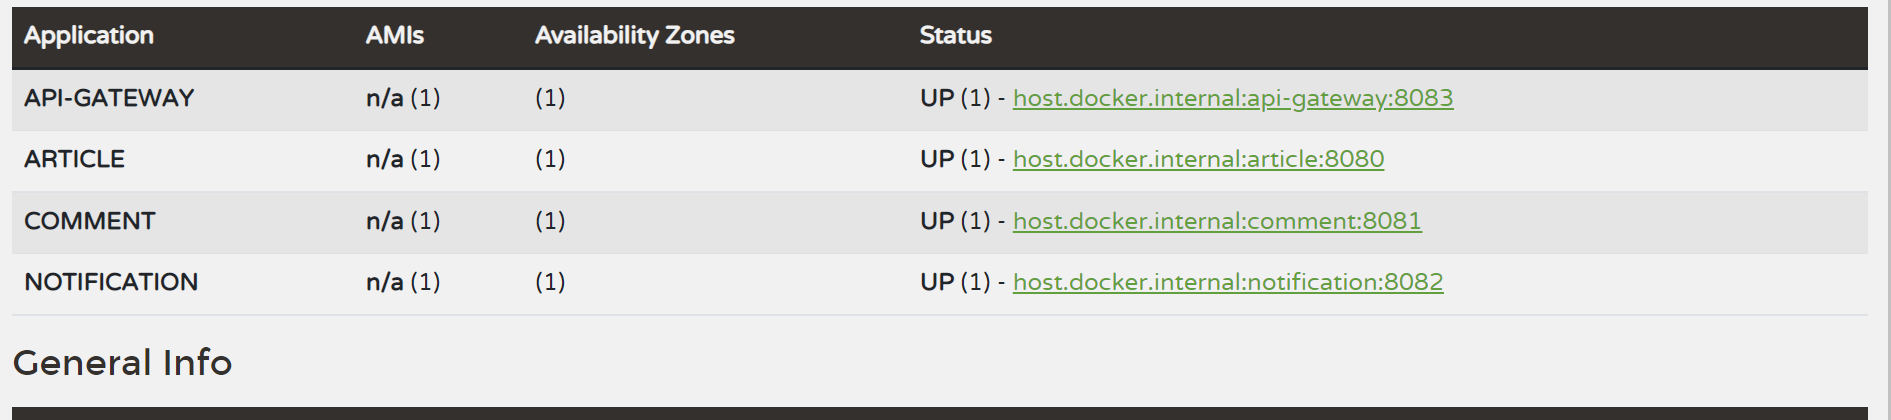 Application AMIs Availability Zones Status
API-GATEWAY n/a (1) (1) UP (1) - host.docker.internal:api-gateway:8083
ARTICLE n/a (1) (1) UP (1) - host.docker.internal:article:8080
COMMENT n/a (1) (1) UP (1) - host.docker.internal:comment:8081
NOTIFICATION n/a (1) (1) UP (1) - host.docker.internal:notification:8082
General Info